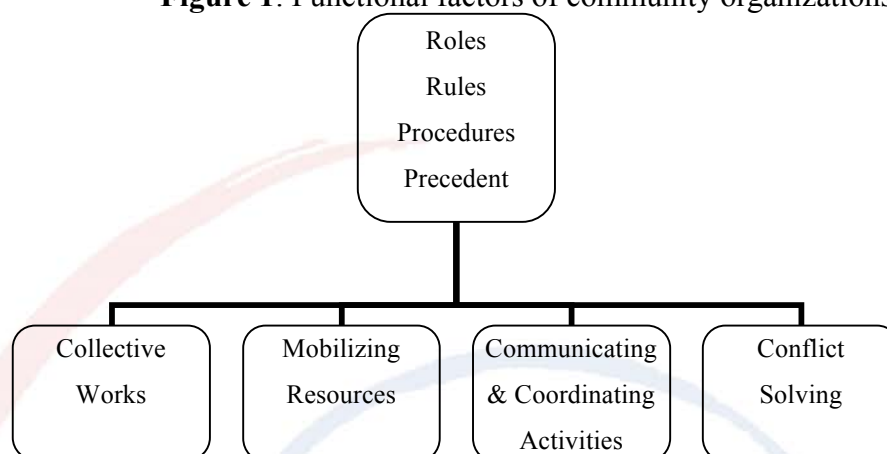 Figure 1. Functional factors of community organizations
Roles
Rules
Procedures
Precedent
Collective
Works
Mobilizing
Resources
Communicating
& Coordinating
Activities
Conflict
Solving